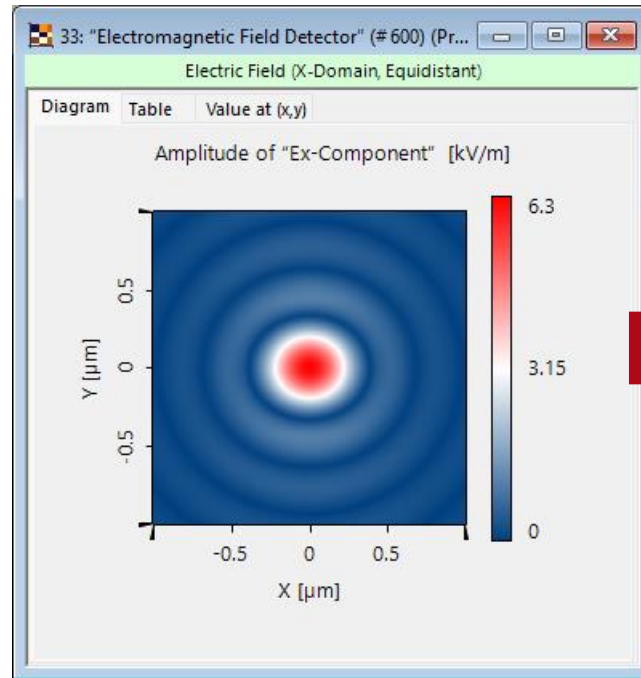 33: "Electromagnetic Field Detector" (# 600) (Pr...
Electric Field (X-Domain, Equidistant)
Diagram Table Value at (x,y)
Amplitude of "Ex-Component" [kV/m]
6.3
3.15
0
Y [µm]
0.5
0
-0.5
-0.5 0 0.5
X [µm]